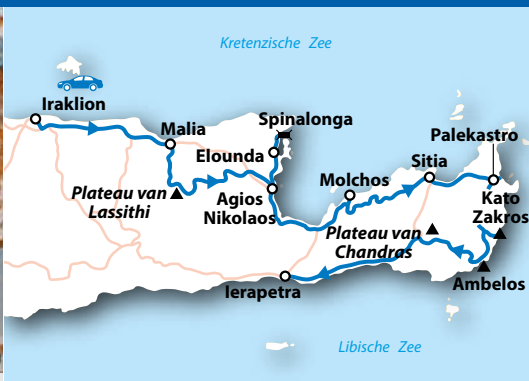 Kretenzische Zee
Iraklion
Malia
Spinalonga
Elounda
Palekastro
Sitia
Molchos
Plateau van
Lassithi
Agios
Nikolaos
Kato
Zakros
Plateau van
Chandras
Ambelos
Ierapetra
Libische Zee